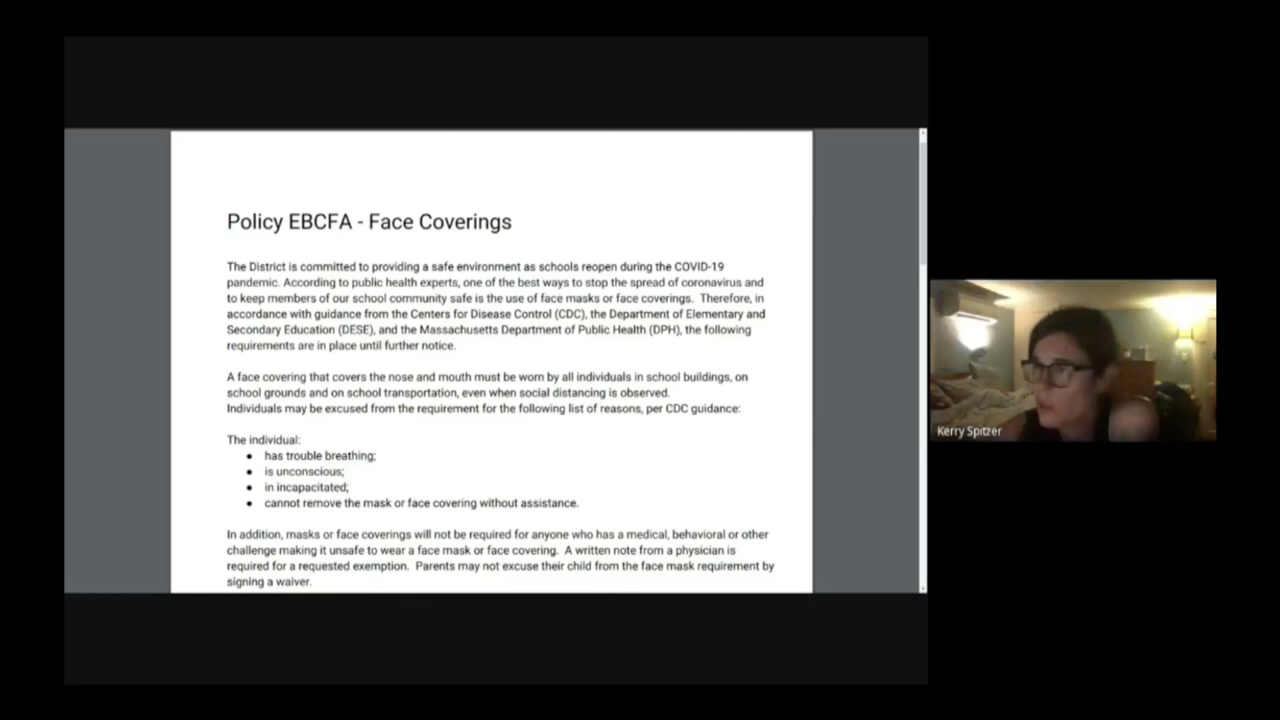 Policy EBCFA - Face Coverings
The District is committed to providing a safe environment as schools reopen during the COVID-19
pandemic. According to public health experts, one of the best ways to stop the spread of coronavirus and
to keep members of our school community safe is the use of face masks or face coverings. Therefore, in
accordance with guidance from the Centers for Disease Control (CDC), the Department of Elementary and
Secondary Education (DESE), and the Massachusetts Department of Public Health (DPH), the following
requirements are in place until further notice.
A face covering that covers the nose and mouth must be worn by all individuals in school buildings, on
school grounds and on school transportation, even when social distancing is observed.
Individuals may be excused from the requirement for the following list of reasons, per CDC guidance:
The individual:
• has trouble breathing;
• is unconscious;
• in incapacitated;
• cannot remove the mask or face covering without assistance.
In addition, masks or face coverings will not be required for anyone who has a medical, behavioral or other
challenge making it unsafe to wear a face mask or face covering. A written note from a physician is
required for a requested exemption. Parents may not excuse their child from the face mask requirement by
signing a waiver.
Kerry Spitzer